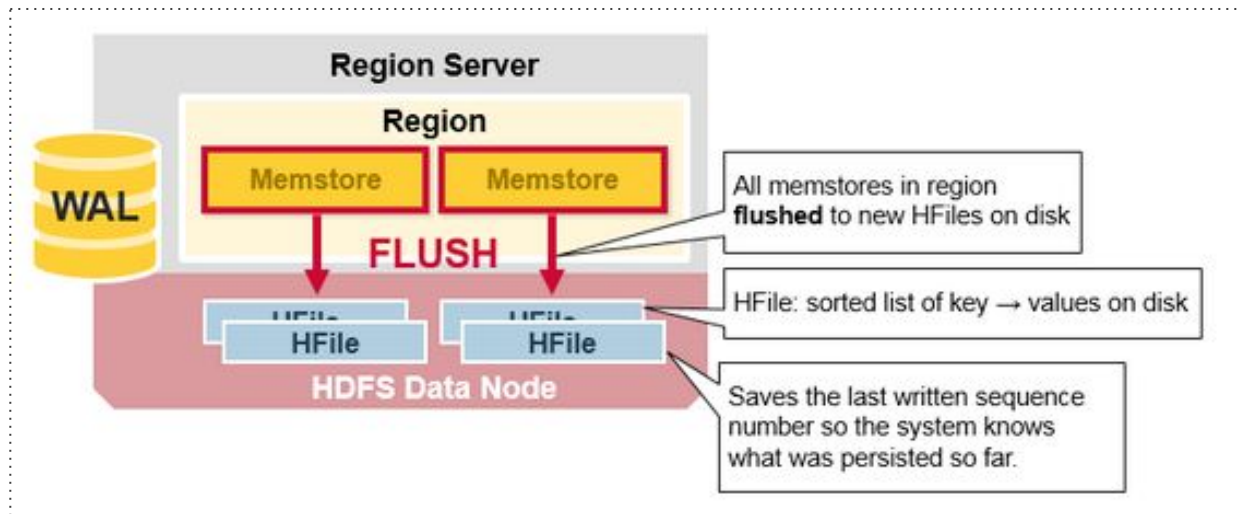 Region Server
Region
Memstore
Memstore
WAL
All memstores in region
flushed to new HFiles on disk
FLUSH
HFile: sorted list of key → values on disk
HFile
HFile
HFile
HFile
HDFS Data Node
Saves the last written sequence
number so the system knows
what was persisted so far.